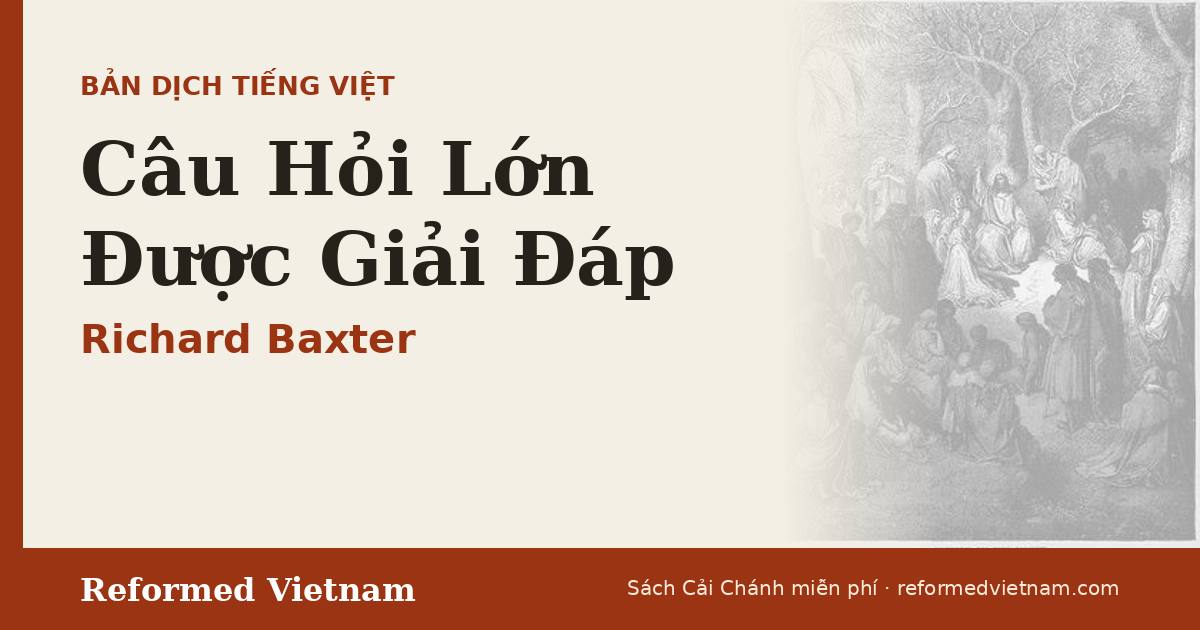 BẢN DỊCH TIẾNG VIỆT
Câu Hỏi Lớn
Được Giải Đáp
Richard Baxter
Reformed Vietnam
Sách Cải Chánh miễn phí · reformedvietnam.com